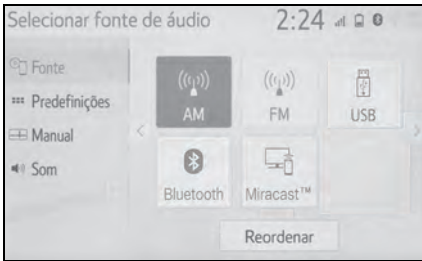 Selecionar fonte de áudio 2:24
Fonte
Predefinições
Manual
Som
AM
FM
USB
Bluetooth
Miracast™
Reordenar